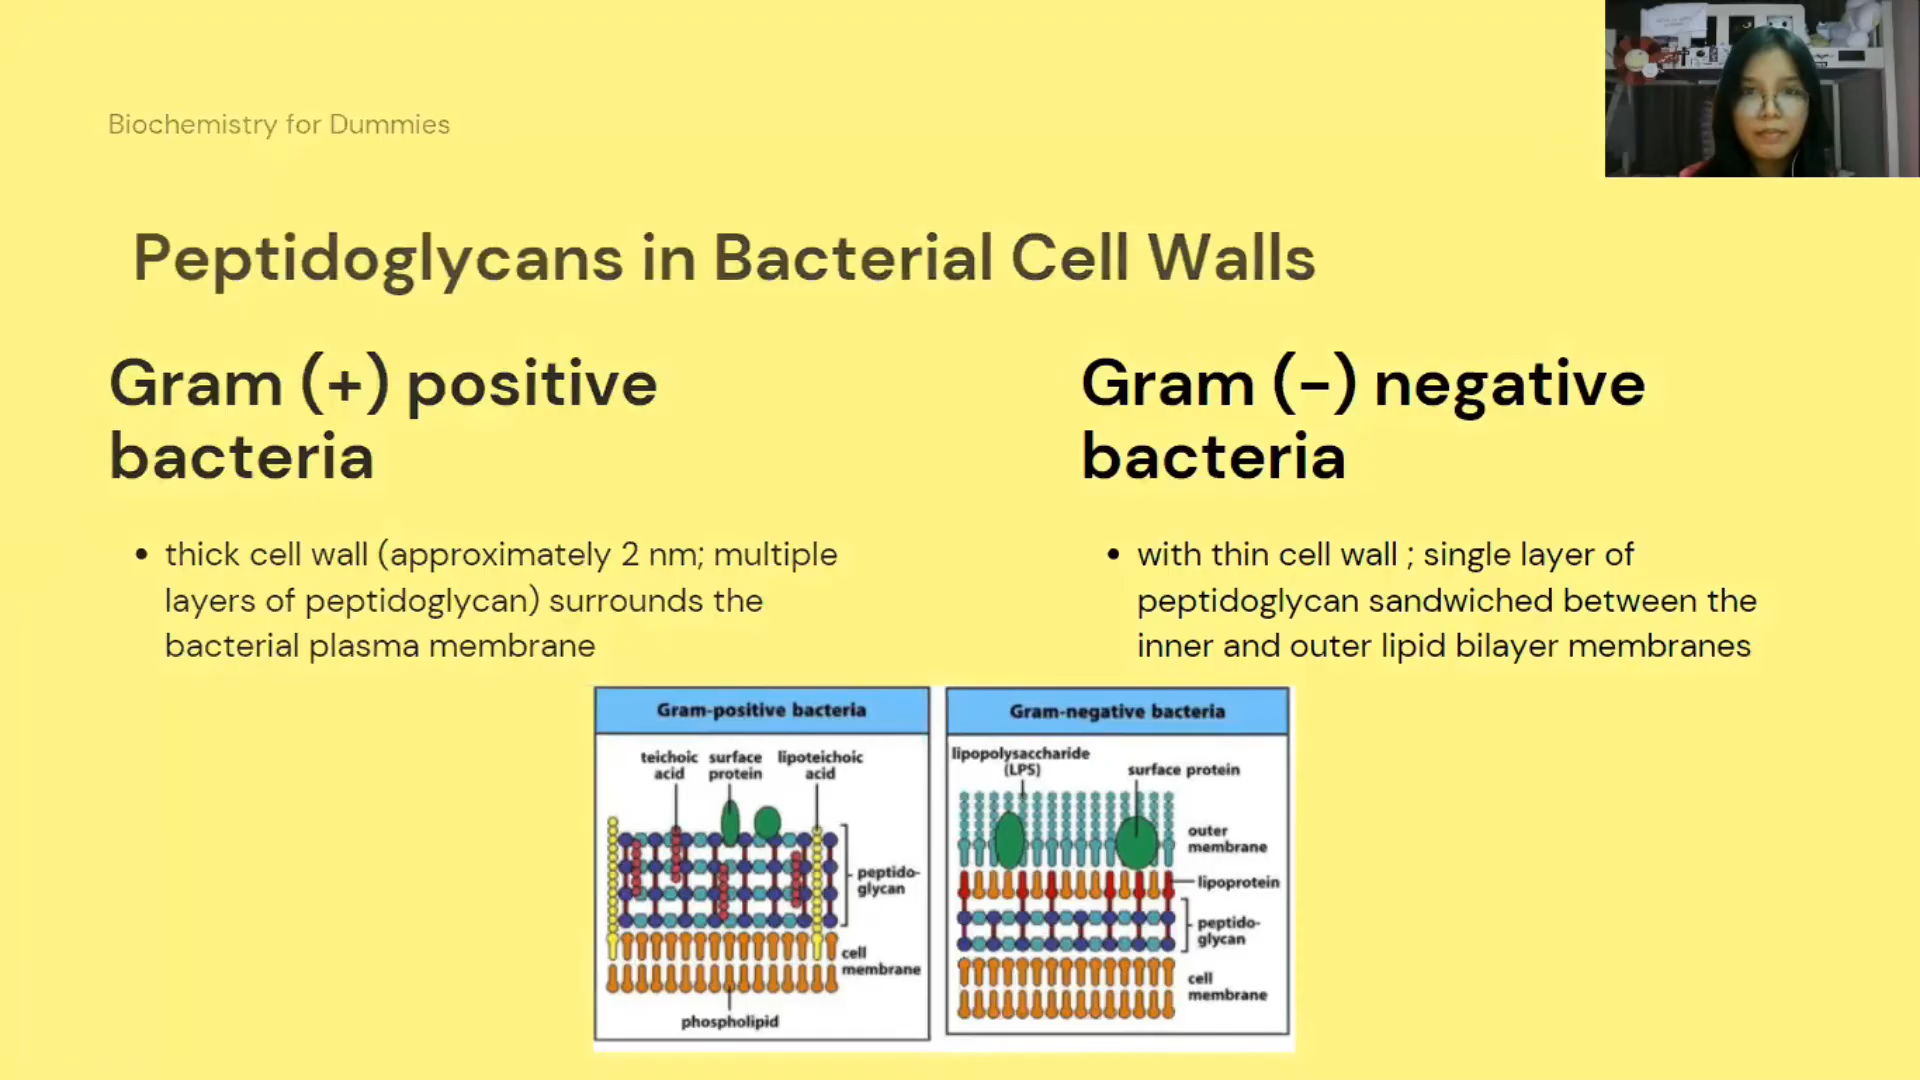 Biochemistry for Dummies
Peptidoglycans in Bacterial Cell Walls
Gram (+) positive
bacteria
• thick cell wall (approximately 2 nm; multiple
layers of peptidoglycan) surrounds the
bacterial plasma membrane
Gram (-) negative
bacteria
• with thin cell wall ; single layer of
peptidoglycan sandwiched between the
inner and outer lipid bilayer membranes
Gram-positive bacteria
teichoic
acid
surface
protein
lipoteichoic
acid
peptido-
glycan
cell
membrane
phospholipid
Gram-negative bacteria
lipopolysaccharide
(LPS)
surface protein
outer
membrane
lipoprotein
peptido-
glycan
cell
membrane